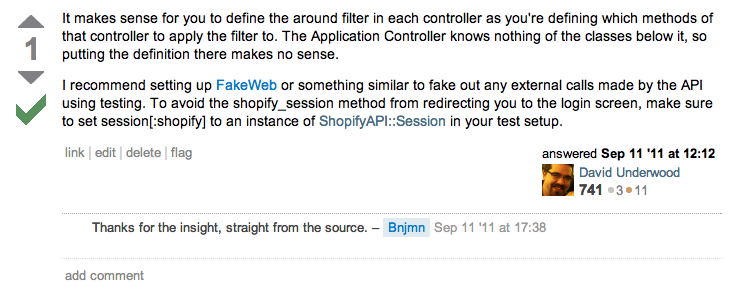 It makes sense for you to define the around filter in each controller as you're defining which methods of
that controller to apply the filter to. The Application Controller knows nothing of the classes below it, so
putting the definition there makes no sense.
1
I recommend setting up FakeWeb or something similar to fake out any external calls made by the API
using testing. To avoid the shopify_session method from redirecting you to the login screen, make sure
to set session[:shopify] to an instance of ShopifyAPI::Session in your test setup.
link | edit | delete | flag
answered Sep 11 '11 at 12:12
David Underwood
741 ●3●11
Thanks for the insight, straight from the source. – Bnjmn Sep 11 '11 at 17:38
add comment